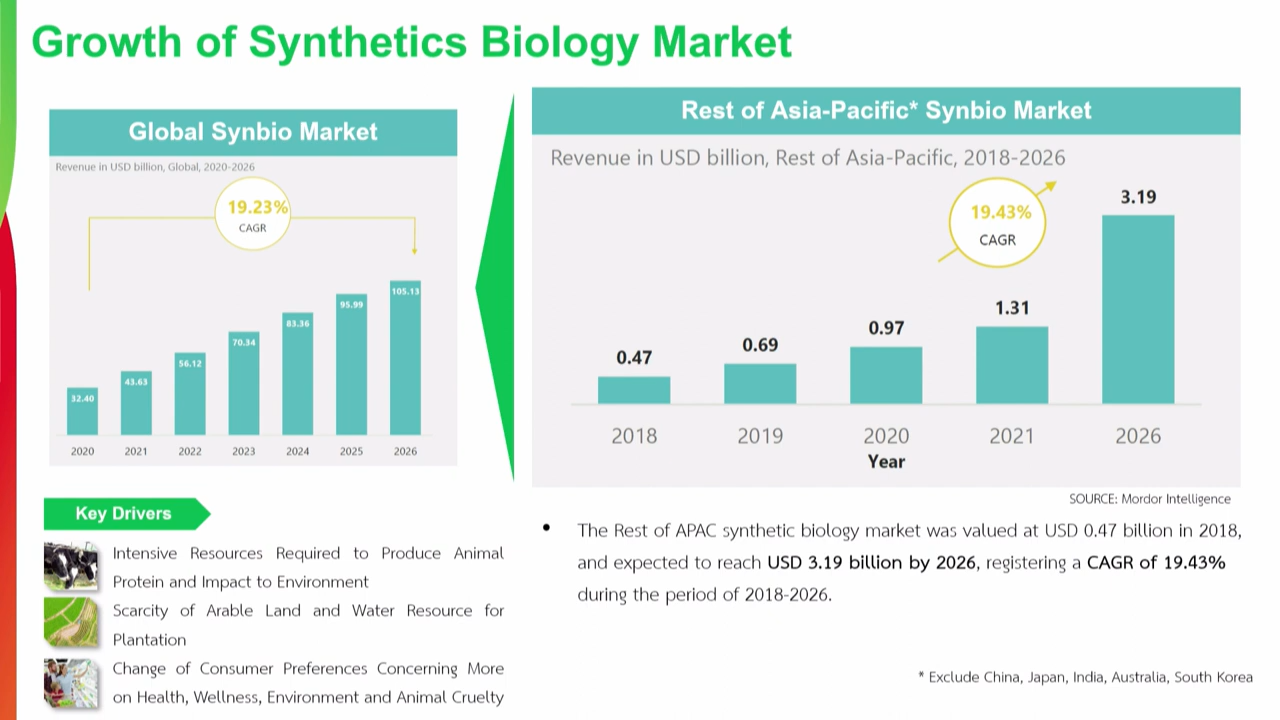 Growth of Synthetics Biology Market
Global Synbio Market
Revenue in USD billion, Global, 2020-2026
19.23%
CAGR
32.40
43.63
56.12
70.34
83.36
95.99
105.13
2020
2021
2022
2023
2024
2025
2026
Rest of Asia-Pacific* Synbio Market
Revenue in USD billion, Rest of Asia-Pacific, 2018-2026
19.43%
CAGR
0.47
0.69
0.97
1.31
3.19
2018
2019
2020
2021
2026
Year
SOURCE: Mordor Intelligence
Key Drivers
Intensive Resources Required to Produce Animal
Protein and Impact to Environment
Scarcity of Arable Land and Water Resource for
Plantation
Change of Consumer Preferences Concerning More
on Health, Wellness, Environment and Animal Cruelty
• The Rest of APAC synthetic biology market was valued at USD 0.47 billion in 2018,
and expected to reach USD 3.19 billion by 2026, registering a CAGR of 19.43%
during the period of 2018-2026.
* Exclude China, Japan, India, Australia, South Korea